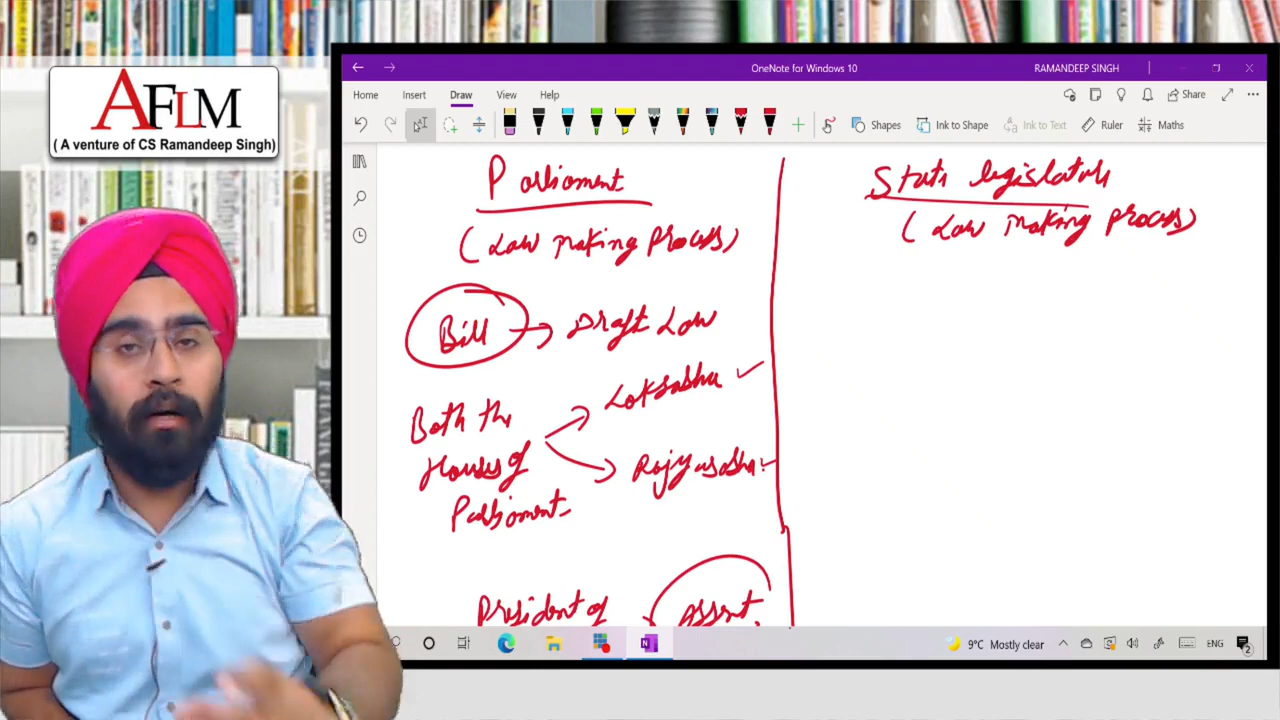 AFLM
( A venture of CS Ramandeep Singh)
OneNote for Windows 10
RAMANDEEP SINGH
Home Insert Draw View Help
Share
Shapes Ink to Shape Ink to Text Ruler Maths
Parliament
(Law making process)
Bill → Draft Law
Both the Houses of Parliament
Loksabha ✓
Rajyasabha ✓
President of
Assent
State legislature
(Law making process)
9°C Mostly clear
ENG
2